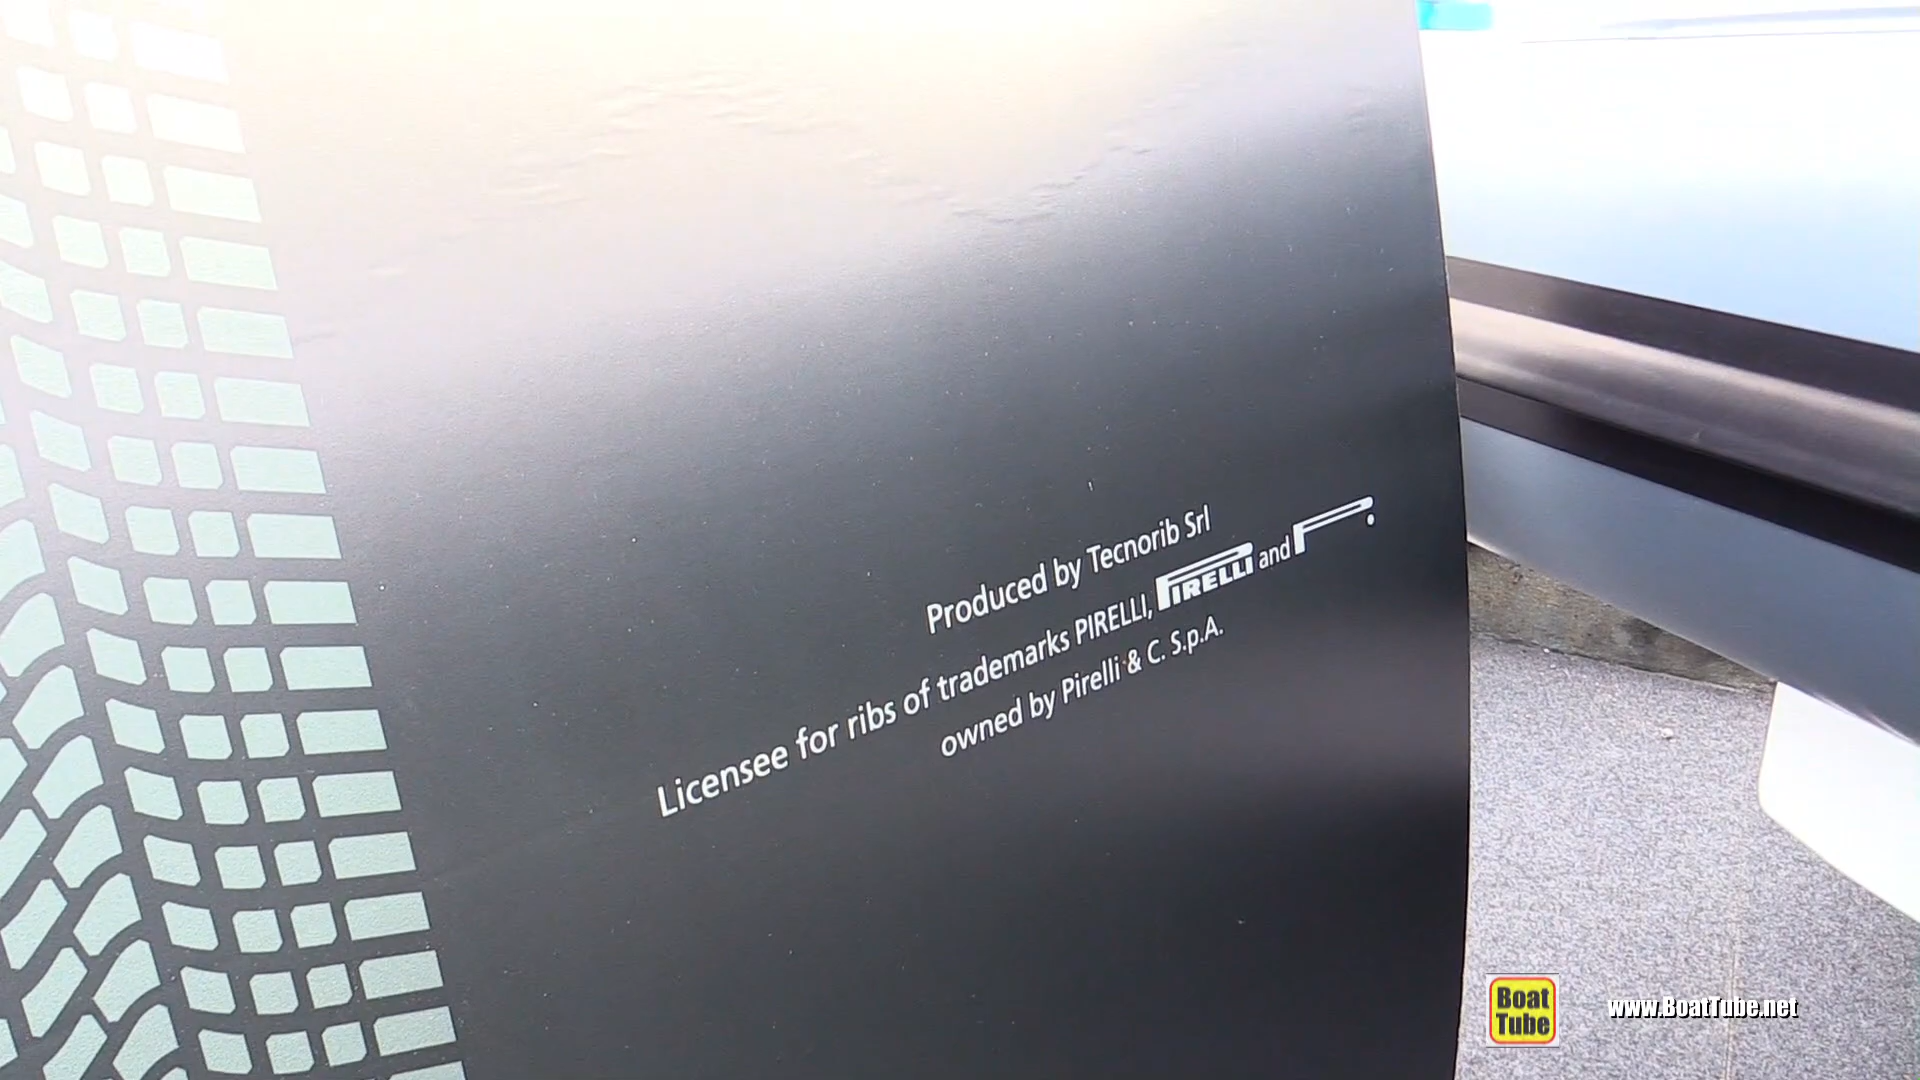 Produced by Tecnorib Srl
Licensee for ribs of trademarks PIRELLI, PIRELLI and P.
owned by Pirelli & C. S.p.A.
Boat
Tube
www.BoatTube.net